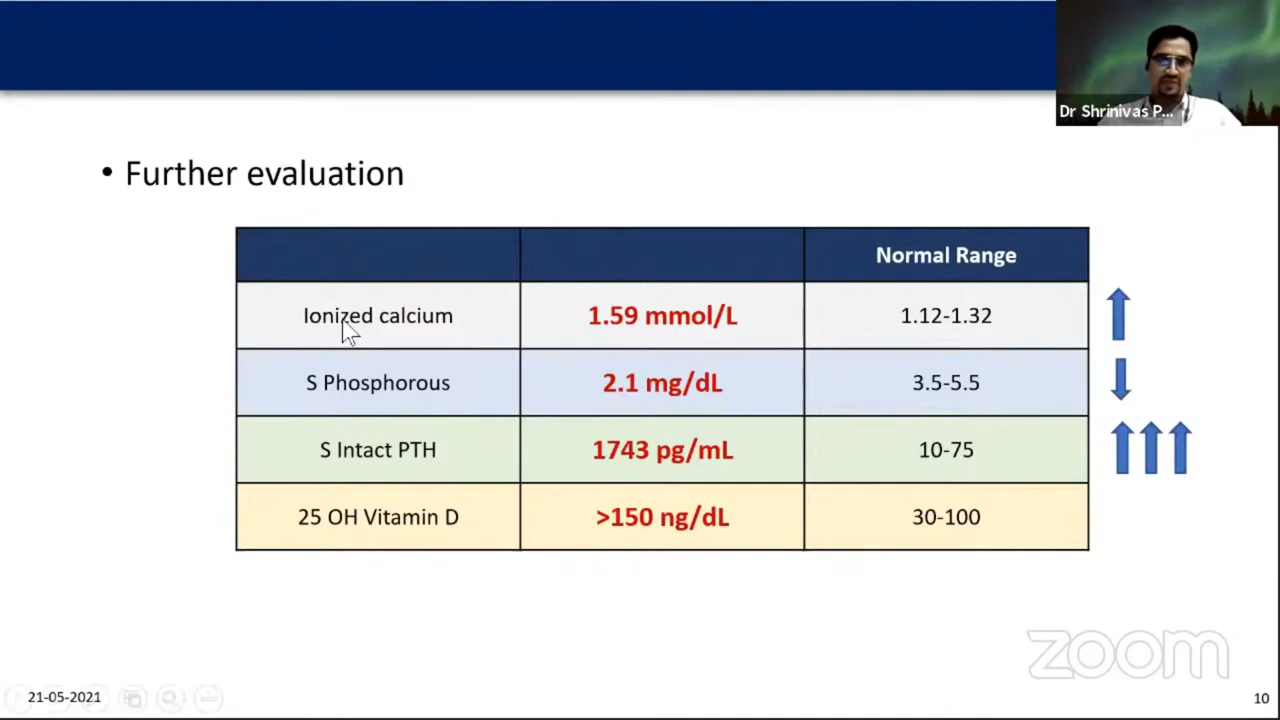 Dr Shrinivas P...
• Further evaluation
Normal Range
Ionized calcium 1.59 mmol/L 1.12-1.32
S Phosphorous 2.1 mg/dL 3.5-5.5
S Intact PTH 1743 pg/mL 10-75
25 OH Vitamin D >150 ng/dL 30-100
zoom
21-05-2021 10